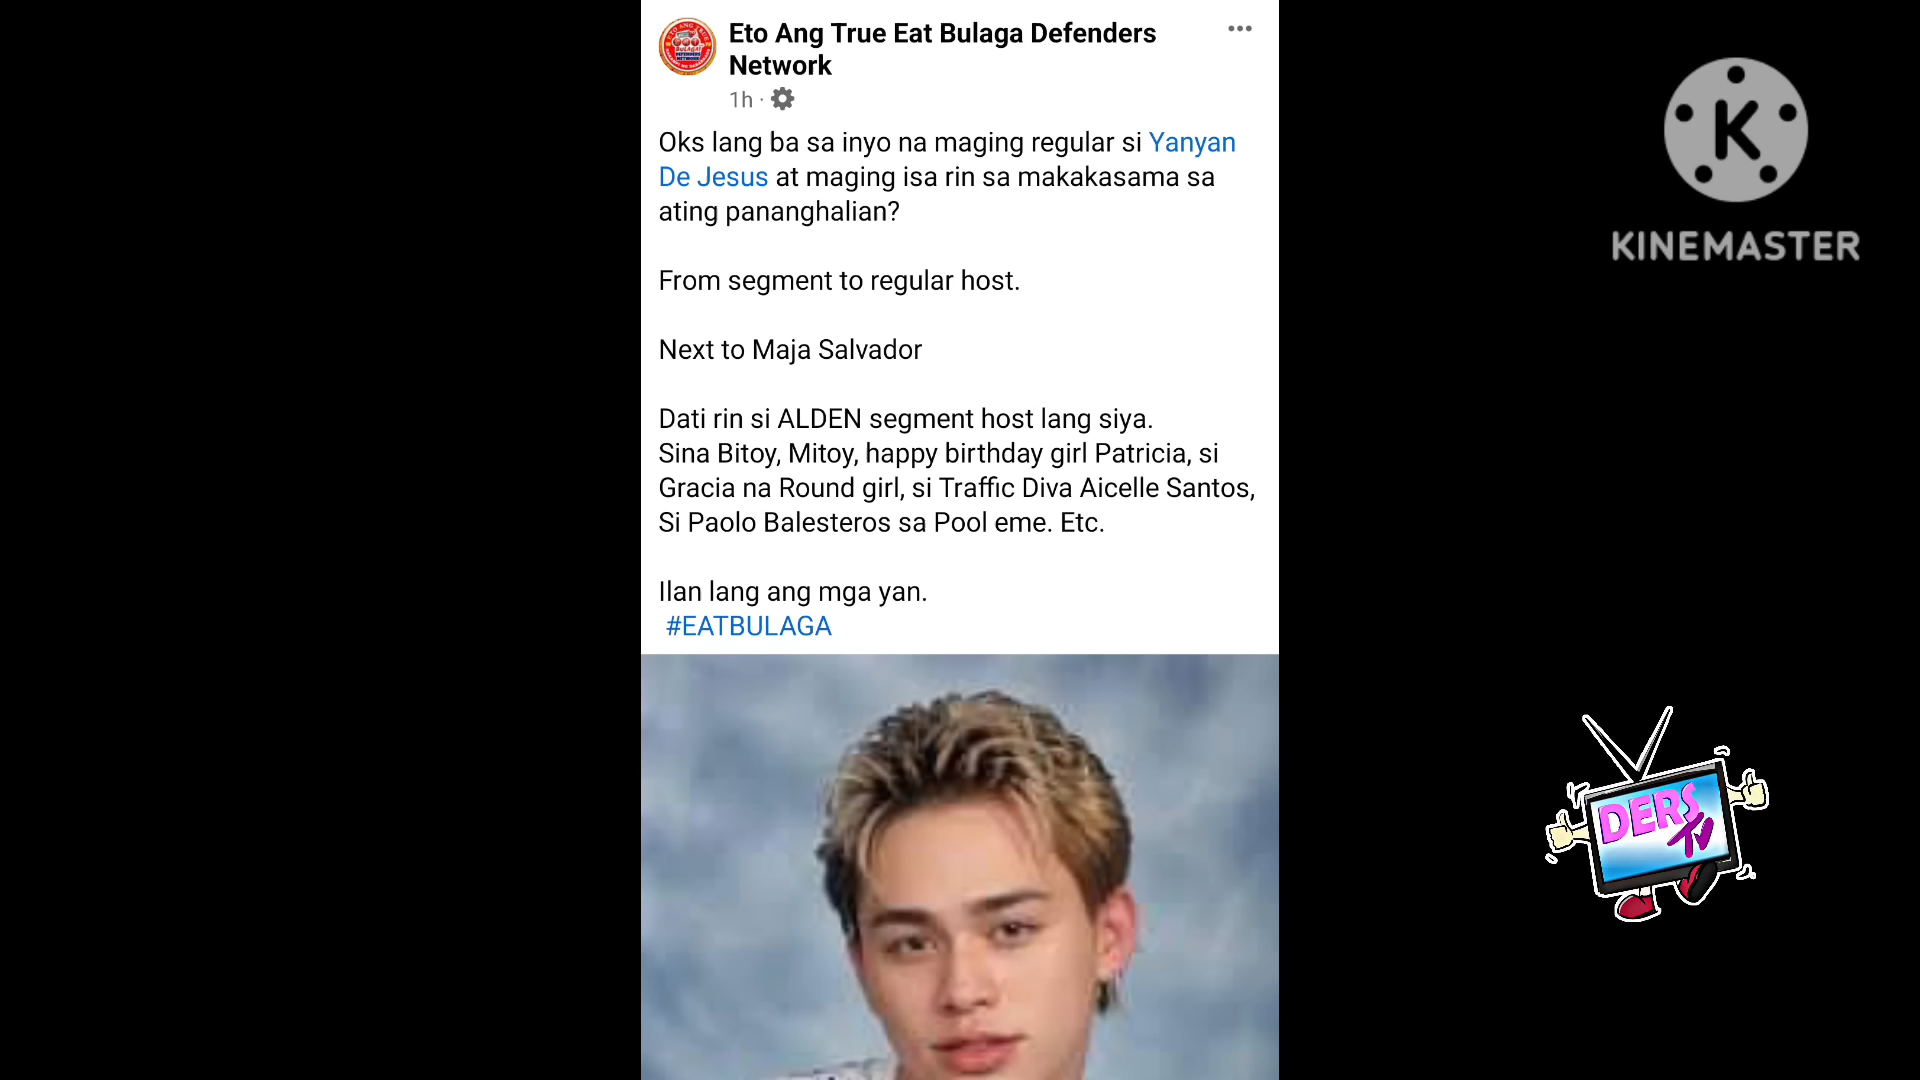 Eto Ang True Eat Bulaga Defenders
Network
1h ·
Oks lang ba sa inyo na maging regular si Yanyan
De Jesus at maging isa rin sa makakasama sa
ating pananghalian?
From segment to regular host.
Next to Maja Salvador
Dati rin si ALDEN segment host lang siya.
Sina Bitoy, Mitoy, happy birthday girl Patricia, si
Gracia na Round girl, si Traffic Diva Aicelle Santos,
Si Paolo Balesteros sa Pool eme. Etc.
Ilan lang ang mga yan.
#EATBULAGA
K
KINEMASTER
DERS
TV